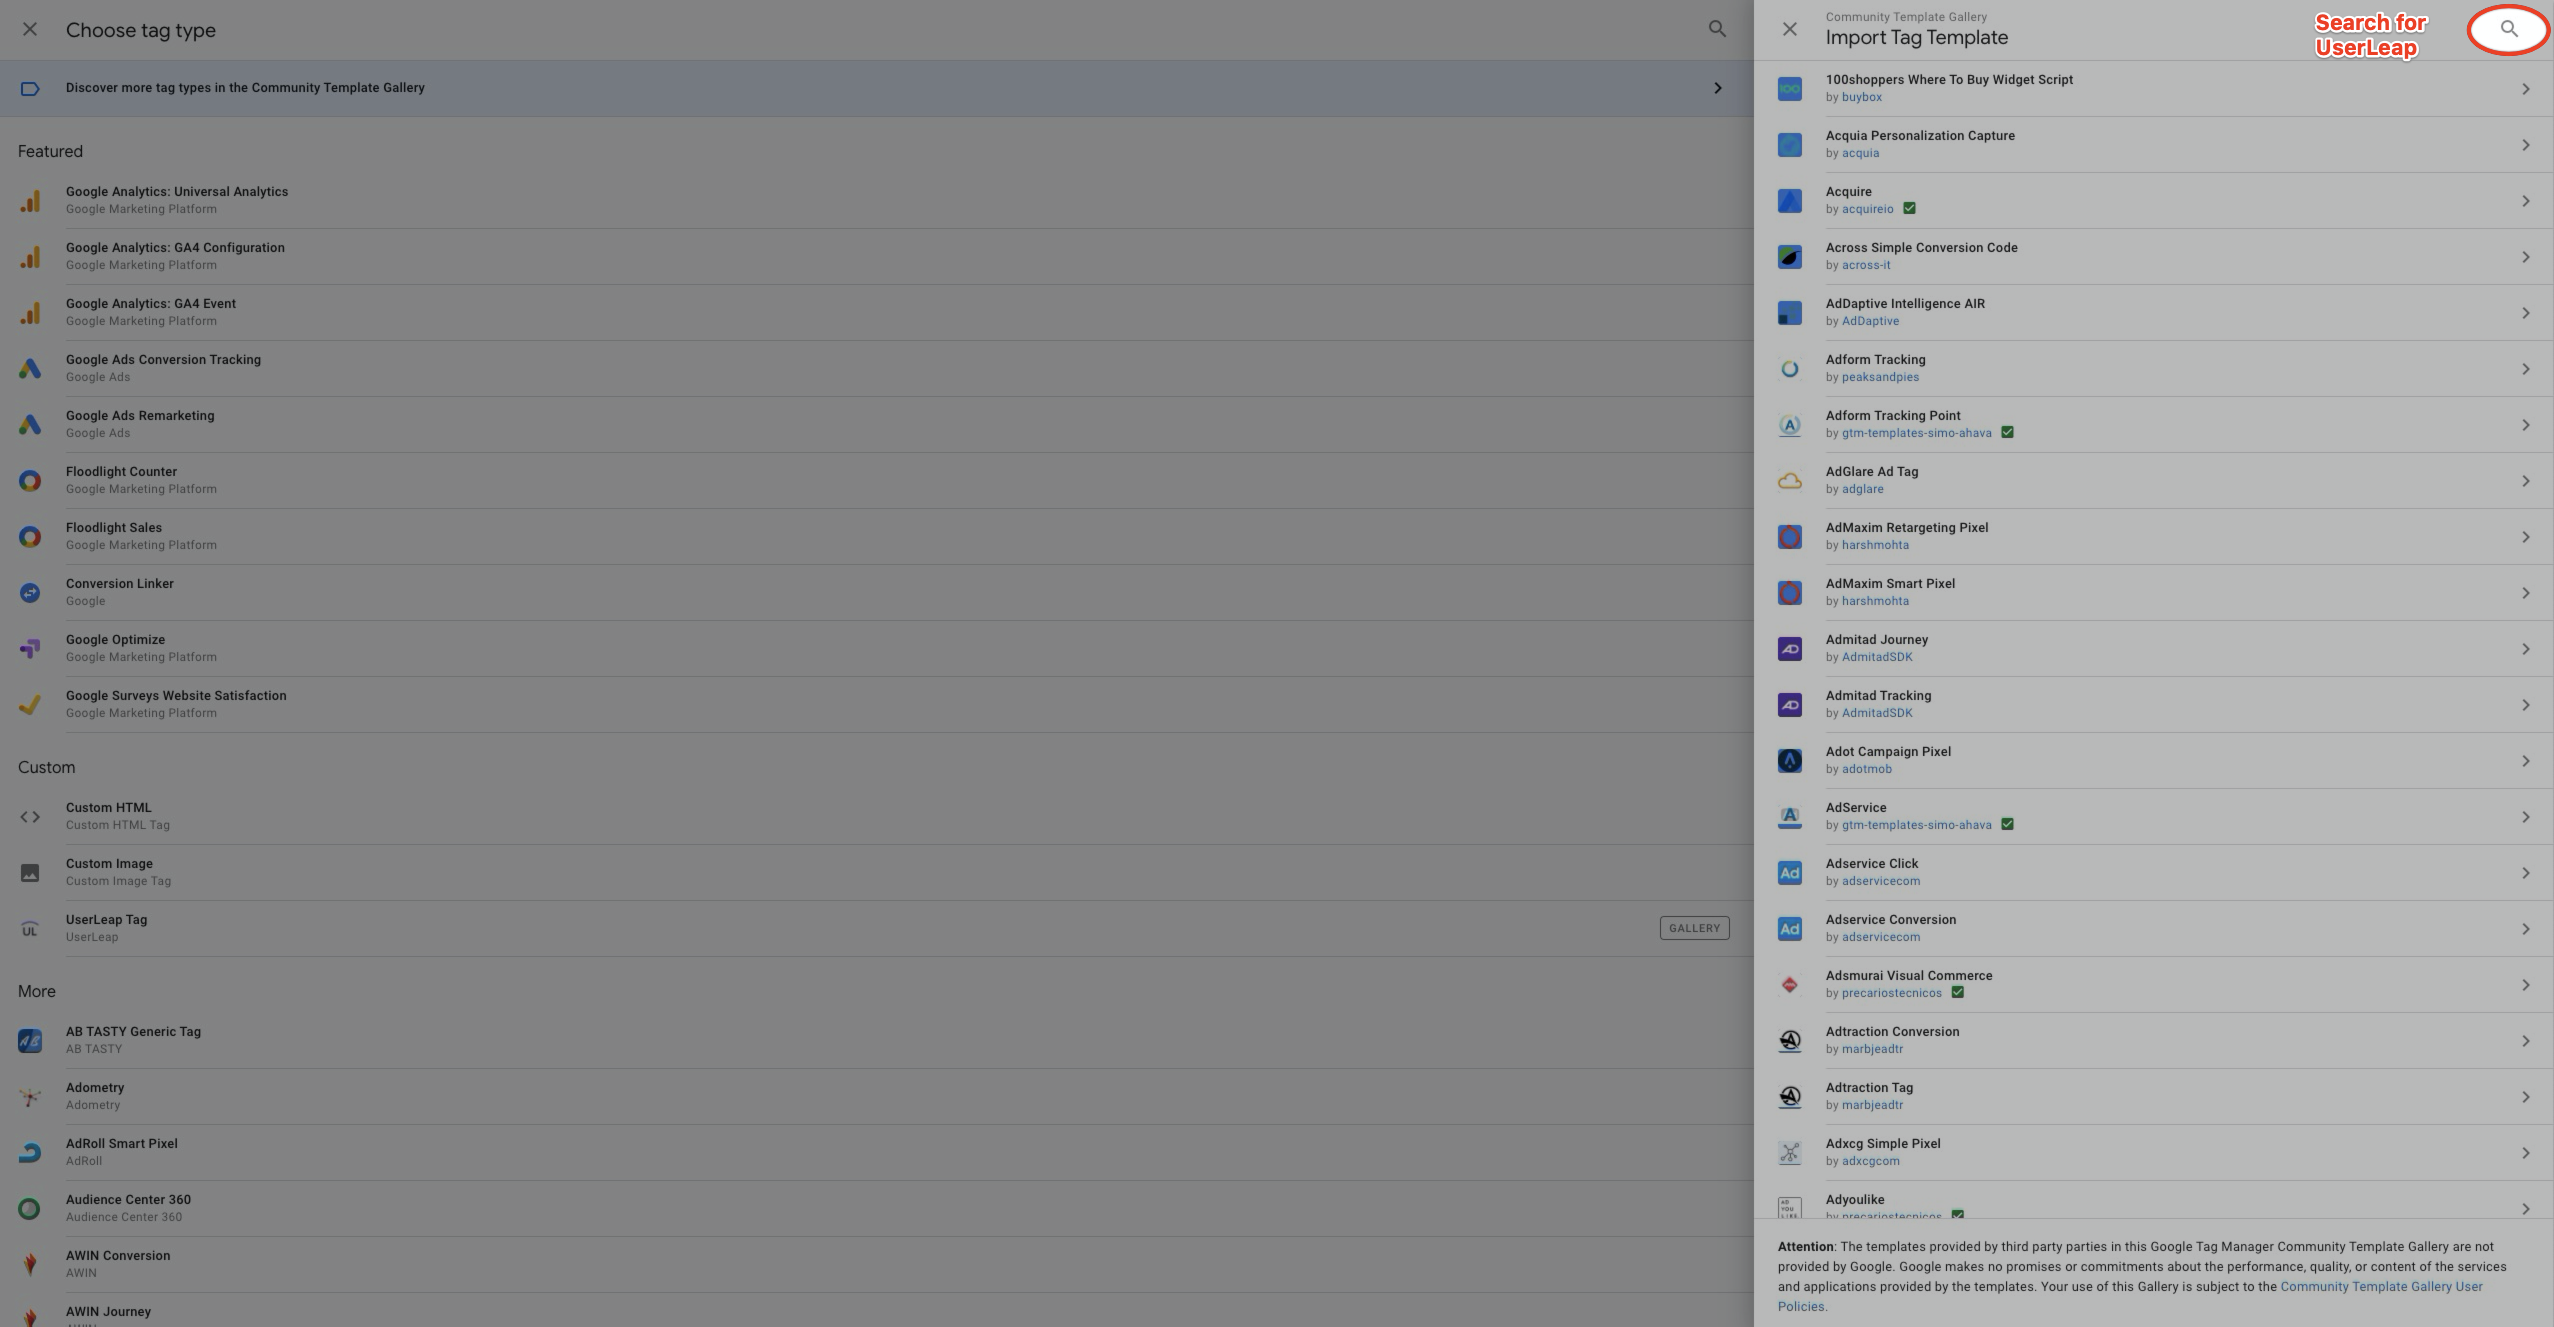 Choose tag type
Discover more tag types in the Community Template Gallery
Featured
Google Analytics: Universal Analytics
Google Marketing Platform
Google Analytics: GA4 Configuration
Google Marketing Platform
Google Analytics: GA4 Event
Google Marketing Platform
Google Ads Conversion Tracking
Google Ads
Google Ads Remarketing
Google Ads
Floodlight Counter
Google Marketing Platform
Floodlight Sales
Google Marketing Platform
Conversion Linker
Google
Google Optimize
Google Marketing Platform
Google Surveys Website Satisfaction
Google Marketing Platform
Custom
Custom HTML
Custom HTML Tag
Custom Image
Custom Image Tag
UL
UserLeap Tag
UserLeap
GALLERY
More
AB
AB TASTY Generic Tag
AB TASTY
Adometry
Adometry
AdRoll Smart Pixel
AdRoll
Audience Center 360
Audience Center 360
AWIN Conversion
AWIN
AWIN Journey
AWIN
Community Template Gallery
Import Tag Template
Search for
UserLeap
100
100shoppers Where To Buy Widget Script
by buybox
Acquia Personalization Capture
by acquia
Acquire
by acquireio
Across Simple Conversion Code
by across-it
AdDaptive Intelligence AIR
by AdDaptive
Adform Tracking
by peaksandpies
A
Adform Tracking Point
by gtm-templates-simo-ahava
AdGlare Ad Tag
by adglare
AdMaxim Retargeting Pixel
by harshmohta
AdMaxim Smart Pixel
by harshmohta
AD
Admitad Journey
by AdmitadSDK
AD
Admitad Tracking
by AdmitadSDK
Adot Campaign Pixel
by adotmob
A
AdService
by gtm-templates-simo-ahava
Ad
Adservice Click
by adservicecom
Ad
Adservice Conversion
by adservicecom
Adsmurai Visual Commerce
by precariostecnicos
A
Adtraction Conversion
by marbjeadtr
A
Adtraction Tag
by marbjeadtr
Adxcg Simple Pixel
by adxcgcom
AD
YOU
LIKE
Adyoulike
by precariostecnicos
Attention: The templates provided by third party parties in this Google Tag Manager Community Template Gallery are not
provided by Google. Google makes no promises or commitments about the performance, quality, or content of the services
and applications provided by the templates. Your use of this Gallery is subject to the Community Template Gallery User
Policies.